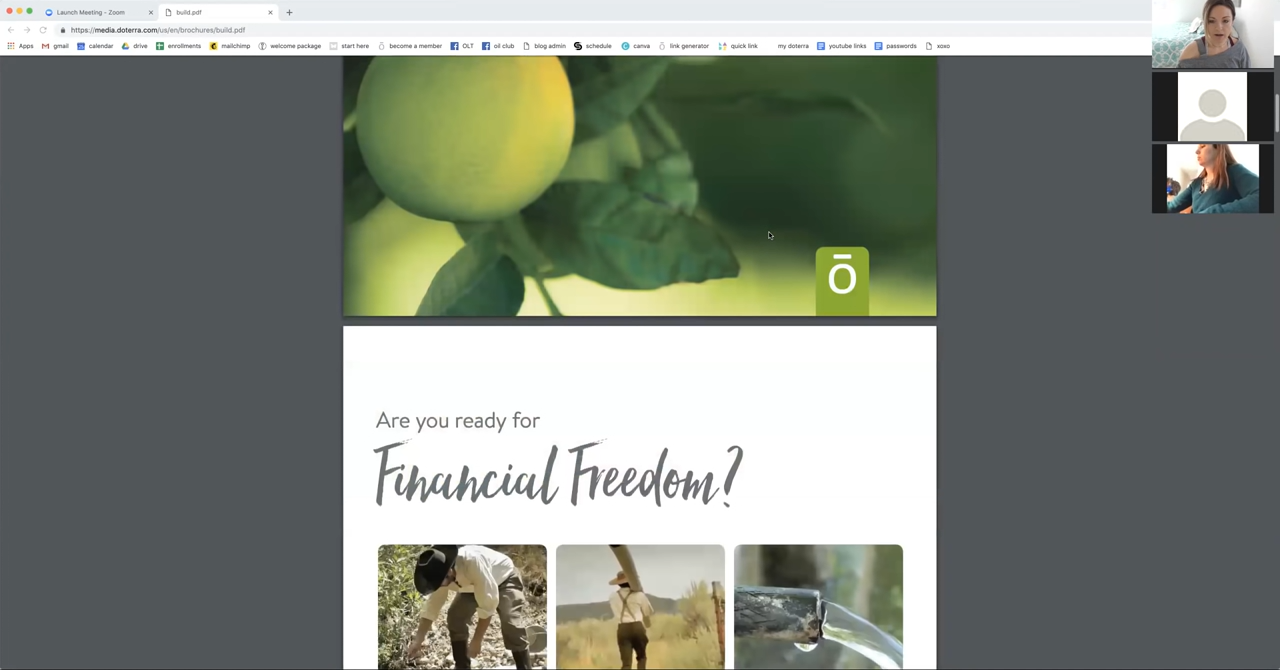 Launch Meeting - Zoom
build.pdf
https://media.doterra.com/us/en/brochures/build.pdf
Apps gmail calendar drive enrollments mailchimp welcome package start here become a member OLT oil club blog admin schedule canva link generator quick link my doterra youtube links passwords xoxo
ō
Are you ready for
Financial Freedom?